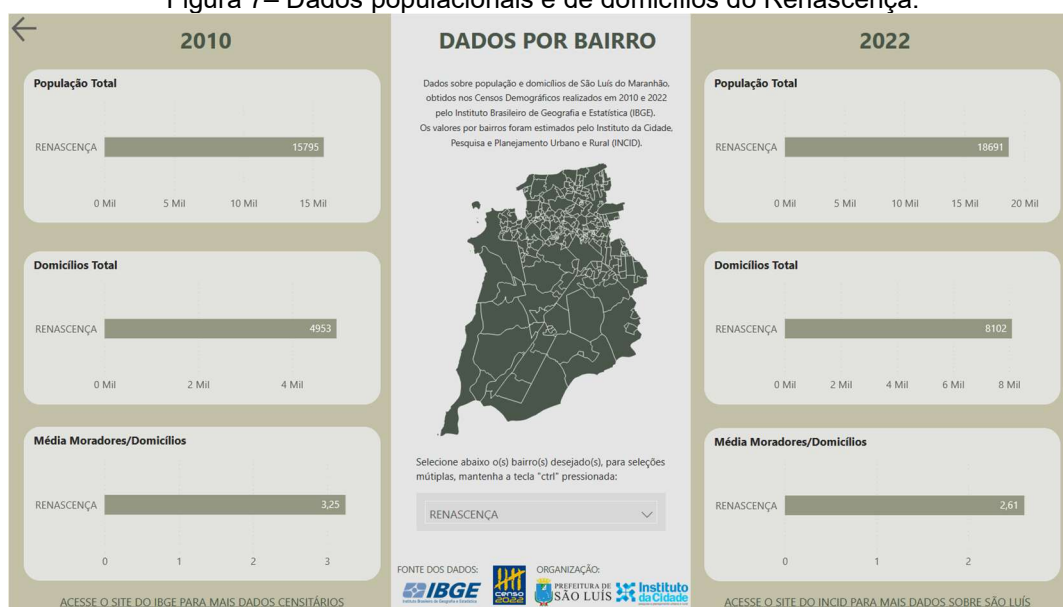 Figura 7– Dados populacionais e de domicílios do Renascença.
2010
População Total
RENASCENÇA
15795
0 Mil 5 Mil 10 Mil 15 Mil
Domicílios Total
RENASCENÇA
4953
0 Mil 2 Mil 4 Mil
Média Moradores/Domicílios
RENASCENÇA
3,25
0 1 2 3
ACESSE O SITE DO IBGE PARA MAIS DADOS CENSITÁRIOS
DADOS POR BAIRRO
Dados sobre população e domicílios de São Luís do Maranhão,
obtidos nos Censos Demográficos realizados em 2010 e 2022
pelo Instituto Brasileiro de Geografia e Estatística (IBGE).
Os valores por bairros foram estimados pelo Instituto da Cidade,
Pesquisa e Planejamento Urbano e Rural (INCID).
Selecione abaixo o(s) bairro(s) desejado(s), para seleções
mútiplas, mantenha a tecla "ctrl" pressionada:
RENASCENÇA
FONTE DOS DADOS:
IBGE
Instituto Brasileiro de Geografia e Estatística
CENSO
2022
ORGANIZAÇÃO:
PREFEITURA DE
SÃO LUÍS
Instituto
da Cidade
2022
População Total
RENASCENÇA
18691
0 Mil 5 Mil 10 Mil 15 Mil 20 Mil
Domicílios Total
RENASCENÇA
8102
0 Mil 2 Mil 4 Mil 6 Mil 8 Mil
Média Moradores/Domicílios
RENASCENÇA
2,61
0 1 2
ACESSE O SITE DO INCID PARA MAIS DADOS SOBRE SÃO LUÍS